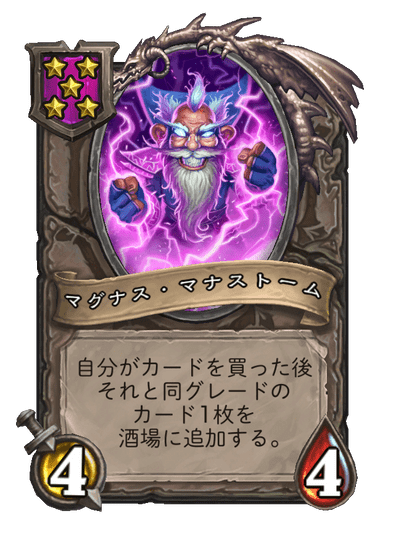 マグナス・マナストーム
自分がカードを買った後
それと同グレードの
カード1枚を
酒場に追加する。
4
4